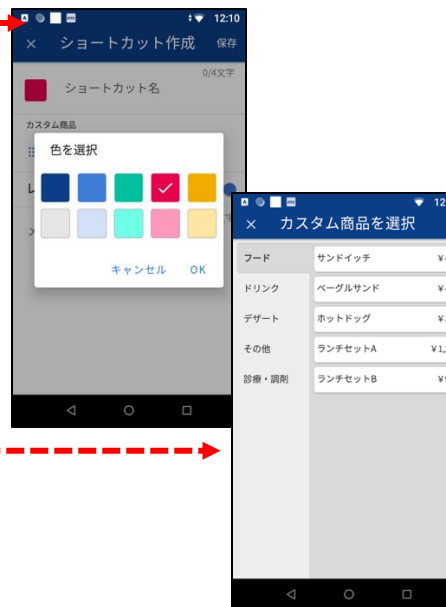 12:10
× ショートカット作成 保存
0/4文字
ショートカット名
カスタム商品
色を選択
キャンセル OK
12
× カスタム商品を選択
フード サンドイッチ
ドリンク ベーグルサンド
デザート ホットドッグ
その他 ランチセットA ¥1,
診療・調剤 ランチセットB